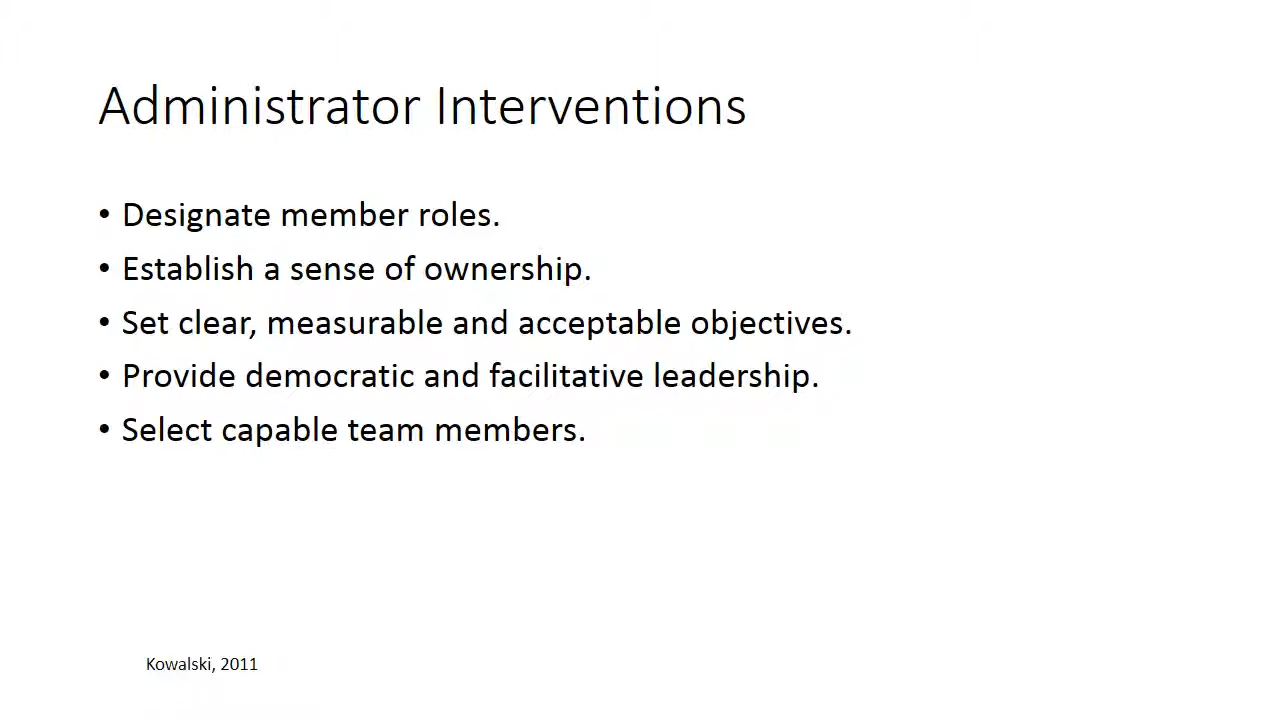 Administrator Interventions
• Designate member roles.
• Establish a sense of ownership.
• Set clear, measurable and acceptable objectives.
• Provide democratic and facilitative leadership.
• Select capable team members.
Kowalski, 2011